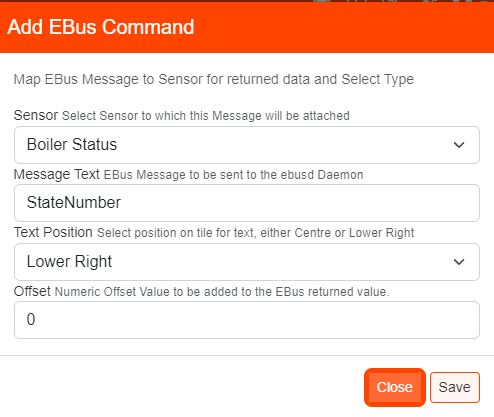 Add EBus Command
Map EBus Message to Sensor for returned data and Select Type
Sensor Select Sensor to which this Message will be attached
Boiler Status
Message Text EBus Message to be sent to the ebusd Daemon
StateNumber
Text Position Select position on tile for text, either Centre or Lower Right
Lower Right
Offset Numeric Offset Value to be added to the EBus returned value.
0
Close Save